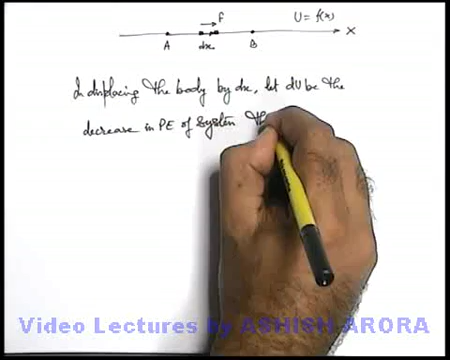 F U = f(x)
A dx B X
In displacing the body by dx, let dU be the
decrease in PE of system
Video Lectures by ASHISH ARORA